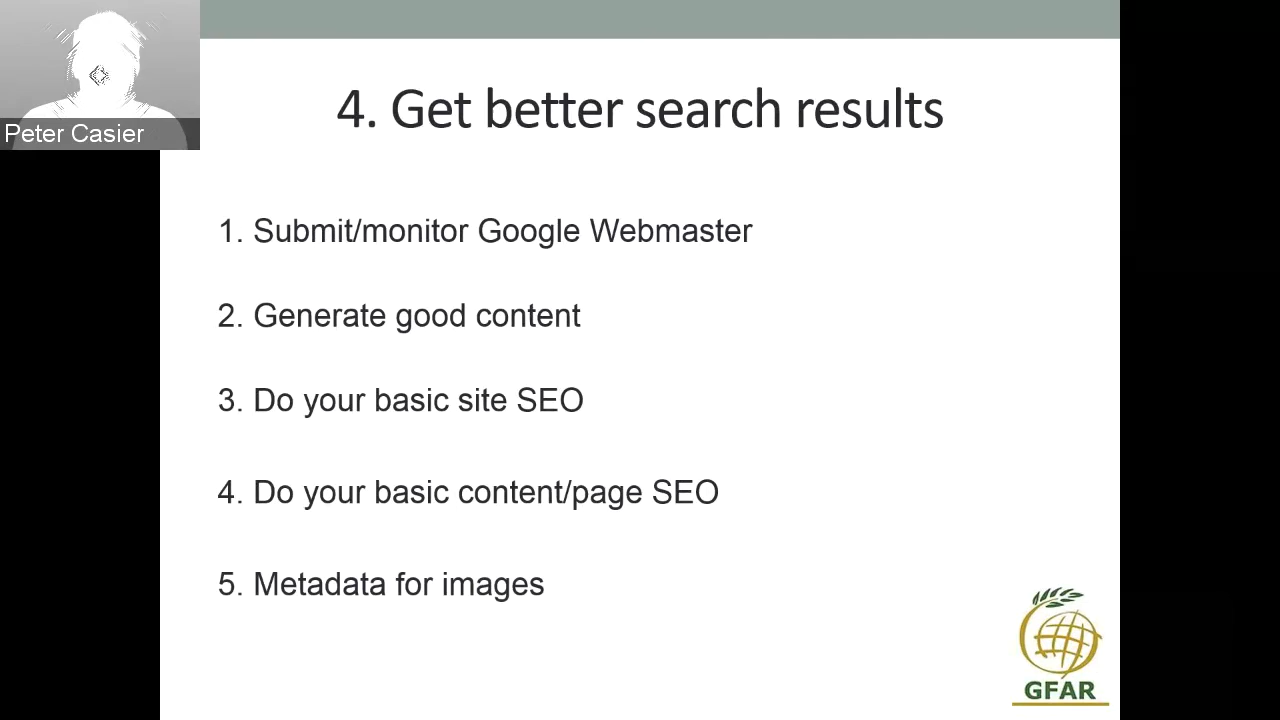 Peter Casier
4. Get better search results
1. Submit/monitor Google Webmaster
2. Generate good content
3. Do your basic site SEO
4. Do your basic content/page SEO
5. Metadata for images
GFAR